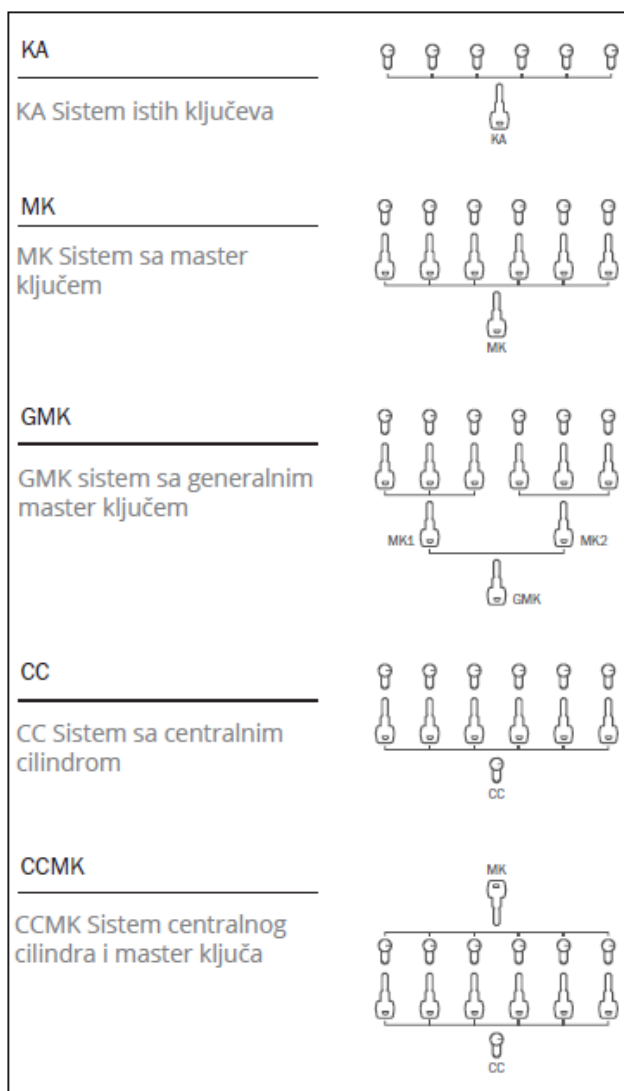 KA
KA Sistem istih ključeva
KA
MK
MK Sistem sa master
ključem
MK
GMK
GMK sistem sa generalnim
master ključem
MK1
MK2
GMK
CC
CC Sistem sa centralnim
cilindrom
CC
CCMK
CCMK Sistem centralnog
cilindra i master ključa
MK
CC